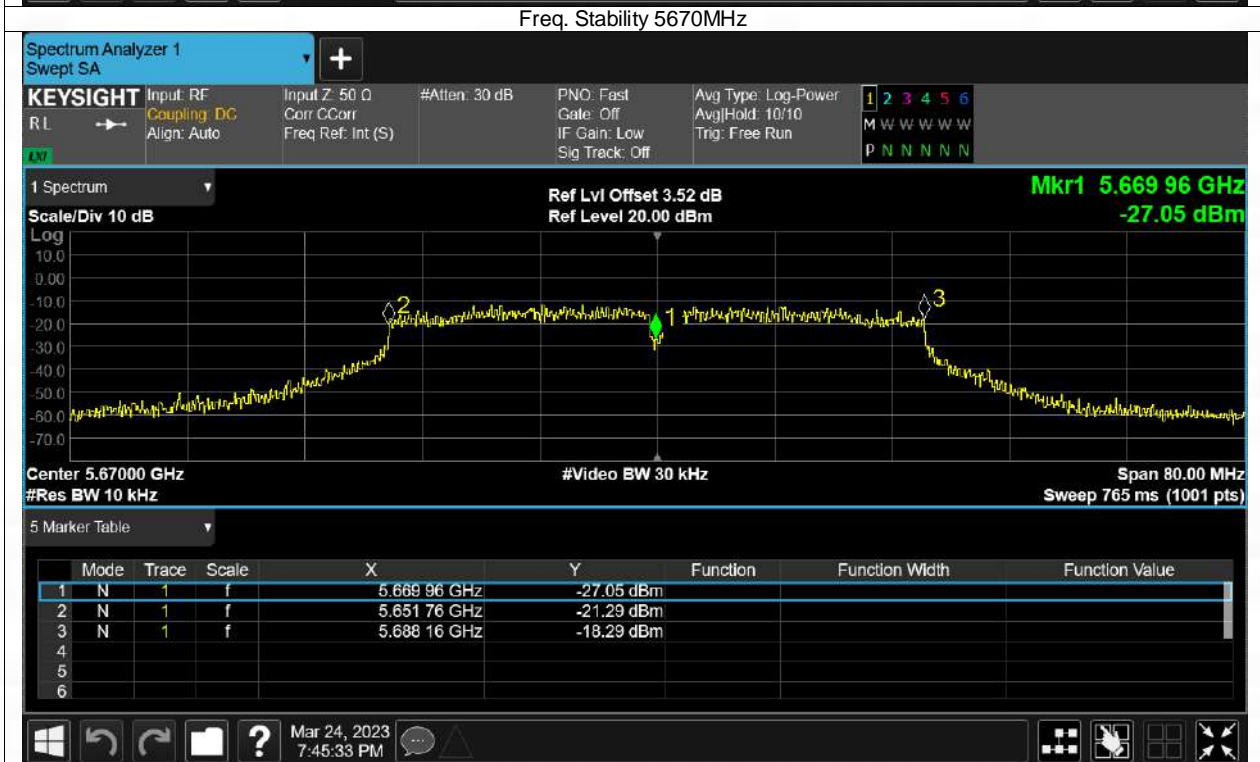 Freq. Stability 5670MHz
Spectrum Analyzer 1
Swept SA
+
KEYSIGHT Input: RF Input Z: 50 Ω #Atten: 30 dB PNO: Fast Avg Type: Log-Power 1 2 3 4 5 6
RL Coupling: DC Corr CCorr Gate: Off Avg|Hold: 10/10 M W W W W W
Align: Auto Freq Ref: Int (S) IF Gain: Low Trig: Free Run
LXI Sig Track: Off P N N N N N
1 Spectrum Ref Lvl Offset 3.52 dB Mkr1 5.669 96 GHz
Scale/Div 10 dB Ref Level 20.00 dBm -27.05 dBm
Log
10.0
0.00
-10.0
2 3
-20.0
1
-30.0
-40.0
-50.0
-60.0
-70.0
Center 5.67000 GHz #Video BW 30 kHz Span 80.00 MHz
#Res BW 10 kHz Sweep 765 ms (1001 pts)
5 Marker Table
Mode Trace Scale X Y Function Function Width Function Value
1 N 1 f 5.669 96 GHz -27.05 dBm
2 N 1 f 5.651 76 GHz -21.29 dBm
3 N 1 f 5.688 16 GHz -18.29 dBm
4
5
6
? Mar 24, 2023
7:45:33 PM